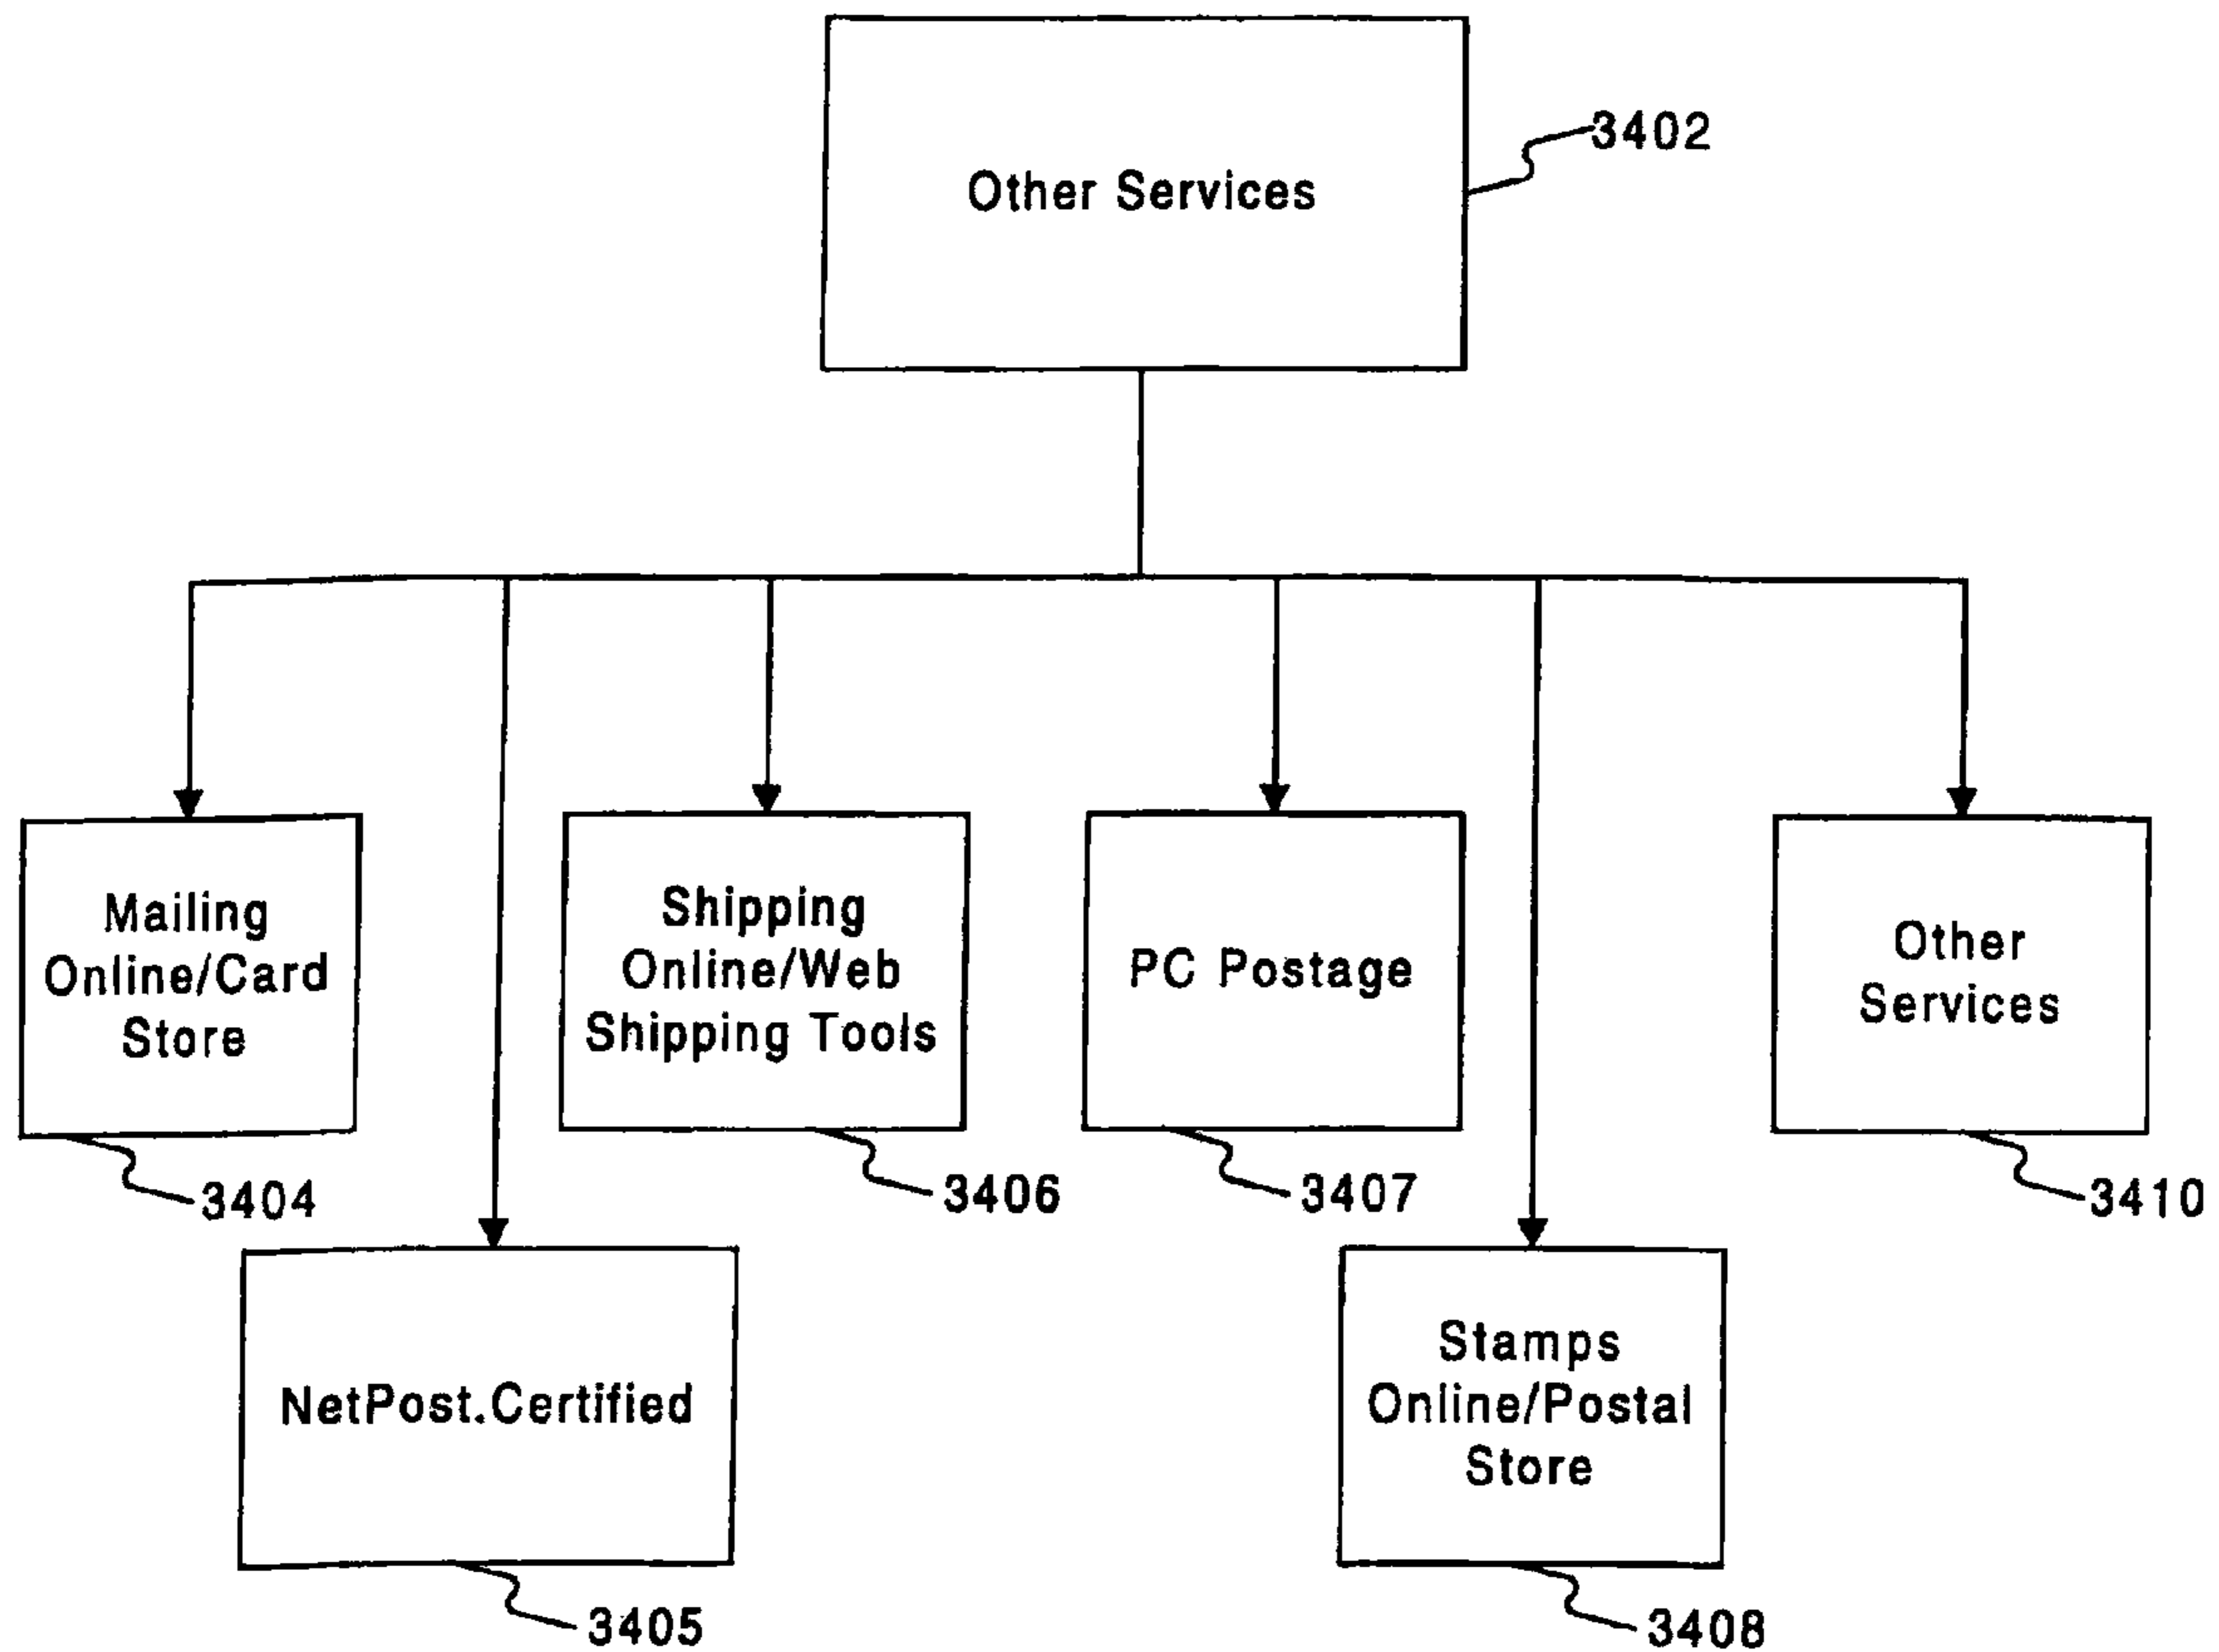 Other Services
3402
Mailing
Online/Card
Store
3404
Shipping
Online/Web
Shipping Tools
3406
PC Postage
3407
Other
Services
3410
NetPost.Certified
3405
Stamps
Online/Postal
Store
3408